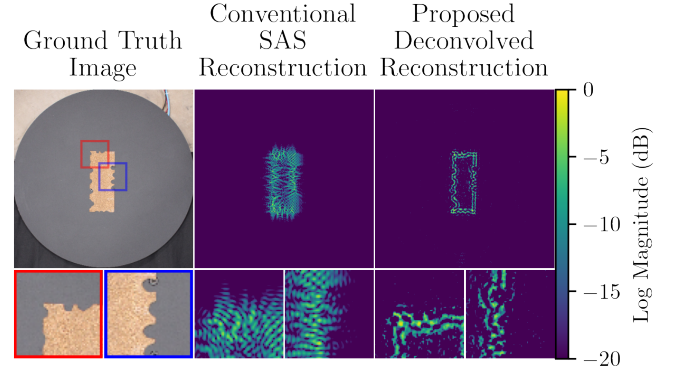 Ground Truth
Image
Conventional
SAS
Reconstruction
Proposed
Deconvolved
Reconstruction
0
−5
−10
−15
−20
Log Magnitude (dB)